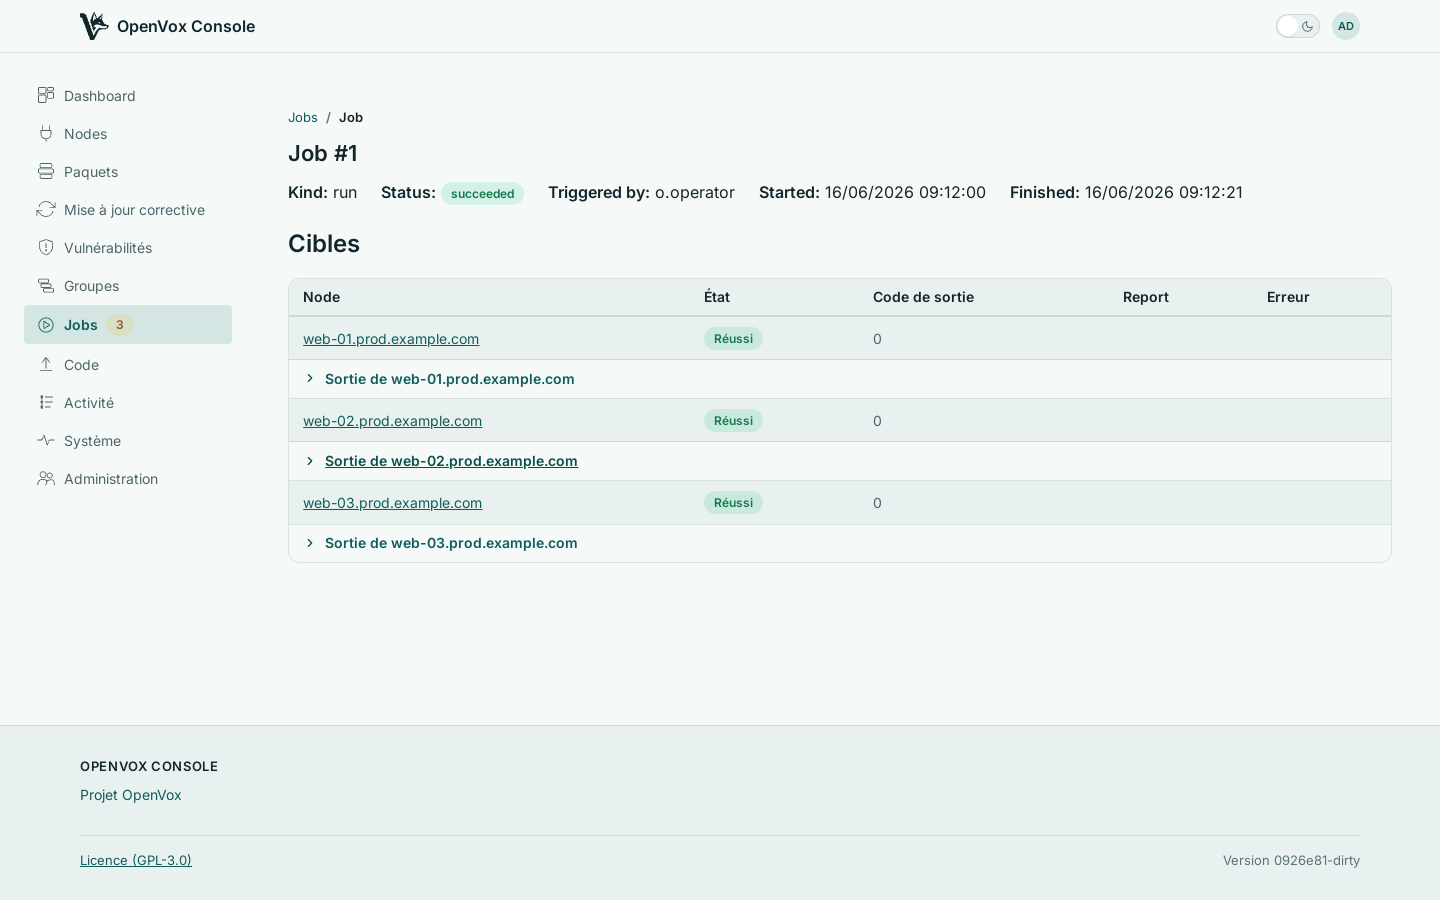 OpenVox Console
AD
Dashboard
Nodes
Paquets
Mise à jour corrective
Vulnérabilités
Groupes
Jobs 3
Code
Activité
Système
Administration
Jobs / Job
Job #1
Kind: run Status: succeeded Triggered by: o.operator Started: 16/06/2026 09:12:00 Finished: 16/06/2026 09:12:21
Cibles
Node État Code de sortie Report Erreur
web-01.prod.example.com Réussi 0
Sortie de web-01.prod.example.com
web-02.prod.example.com Réussi 0
Sortie de web-02.prod.example.com
web-03.prod.example.com Réussi 0
Sortie de web-03.prod.example.com
OPENVOX CONSOLE
Projet OpenVox
Licence (GPL-3.0)
Version 0926e81-dirty